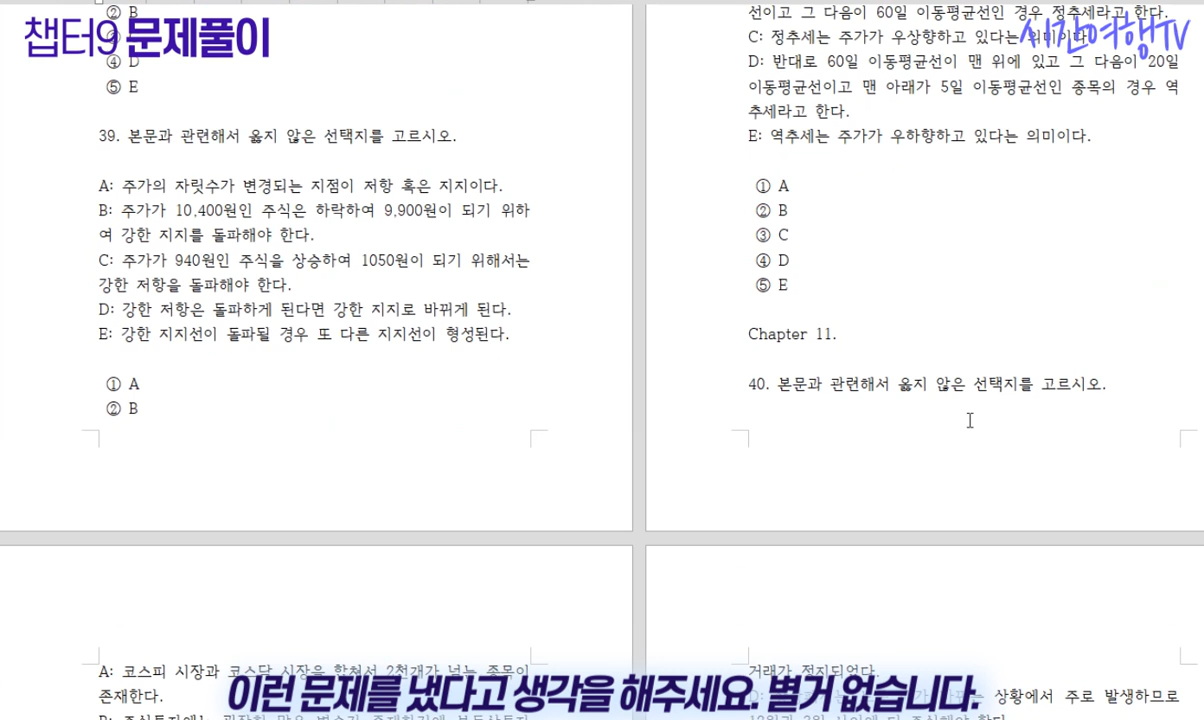 챕터9 문제풀이
시간여행TV
② B
④ D
⑤ E
39. 본문과 관련해서 옳지 않은 선택지를 고르시오.
A: 주가의 자릿수가 변경되는 지점이 저항 혹은 지지이다.
B: 주가가 10,400원인 주식은 하락하여 9,900원이 되기 위하
여 강한 지지를 돌파해야 한다.
C: 주가가 940원인 주식을 상승하여 1050원이 되기 위해서는
강한 저항을 돌파해야 한다.
D: 강한 저항은 돌파하게 된다면 강한 지지로 바뀌게 된다.
E: 강한 지지선이 돌파될 경우 또 다른 지지선이 형성된다.
① A
② B
선이고 그 다음이 60일 이동평균선인 경우 정추세라고 한다.
C: 정추세는 주가가 우상향하고 있다는 의미이다.
D: 반대로 60일 이동평균선이 맨 위에 있고 그 다음이 20일
이동평균선이고 맨 아래가 5일 이동평균선인 종목의 경우 역
추세라고 한다.
E: 역추세는 주가가 우하향하고 있다는 의미이다.
① A
② B
③ C
④ D
⑤ E
Chapter 11.
40. 본문과 관련해서 옳지 않은 선택지를 고르시오.
A: 코스피 시장과 코스닥 시장을 합쳐서 2천개가 넘는 종목이
존재한다.
거래가 정지되었다.
상황에서 주로 발생하므로
이런 문제를 냈다고 생각을 해주세요. 별거 없습니다.